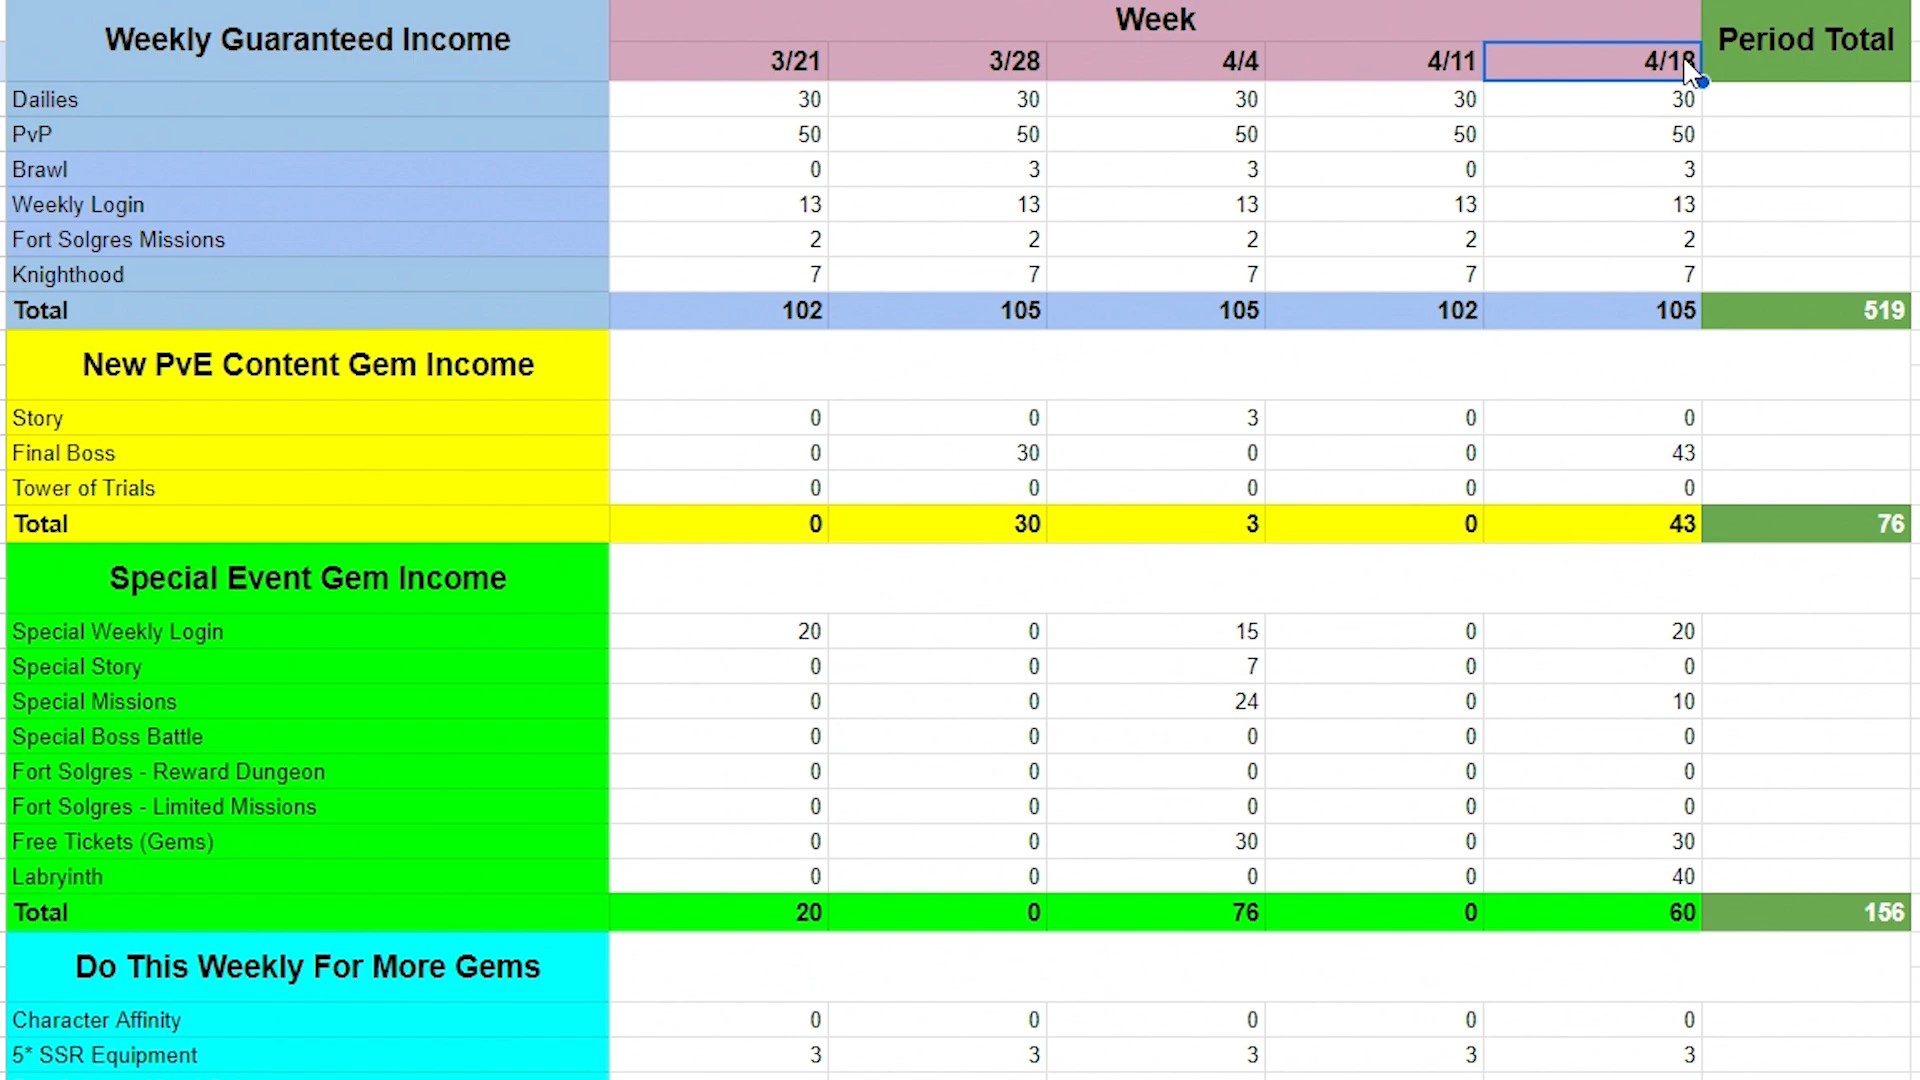 Weekly Guaranteed Income Week Period Total
3/21 3/28 4/4 4/11
Dailies 30 30 30 30 30
PvP 50 50 50 50 50
Brawl 0 3 3 0 3
Weekly Login 13 13 13 13 13
Fort Solgres Missions 2 2 2 2 2
Knighthood 7 7 7 7 7
Total 102 105 105 102 105 519
New PvE Content Gem Income
Story 0 0 3 0 0
Final Boss 0 30 0 0 43
Tower of Trials 0 0 0 0 0
Total 0 30 3 0 43 76
Special Event Gem Income
Special Weekly Login 20 0 15 0 20
Special Story 0 0 7 0 0
Special Missions 0 0 24 0 10
Special Boss Battle 0 0 0 0 0
Fort Solgres - Reward Dungeon 0 0 0 0 0
Fort Solgres - Limited Missions 0 0 0 0 0
Free Tickets (Gems) 0 0 30 0 30
Labryinth 0 0 0 0 40
Total 20 0 76 0 60 156
Do This Weekly For More Gems
Character Affinity 0 0 0 0 0
5* SSR Equipment 3 3 3 3 3